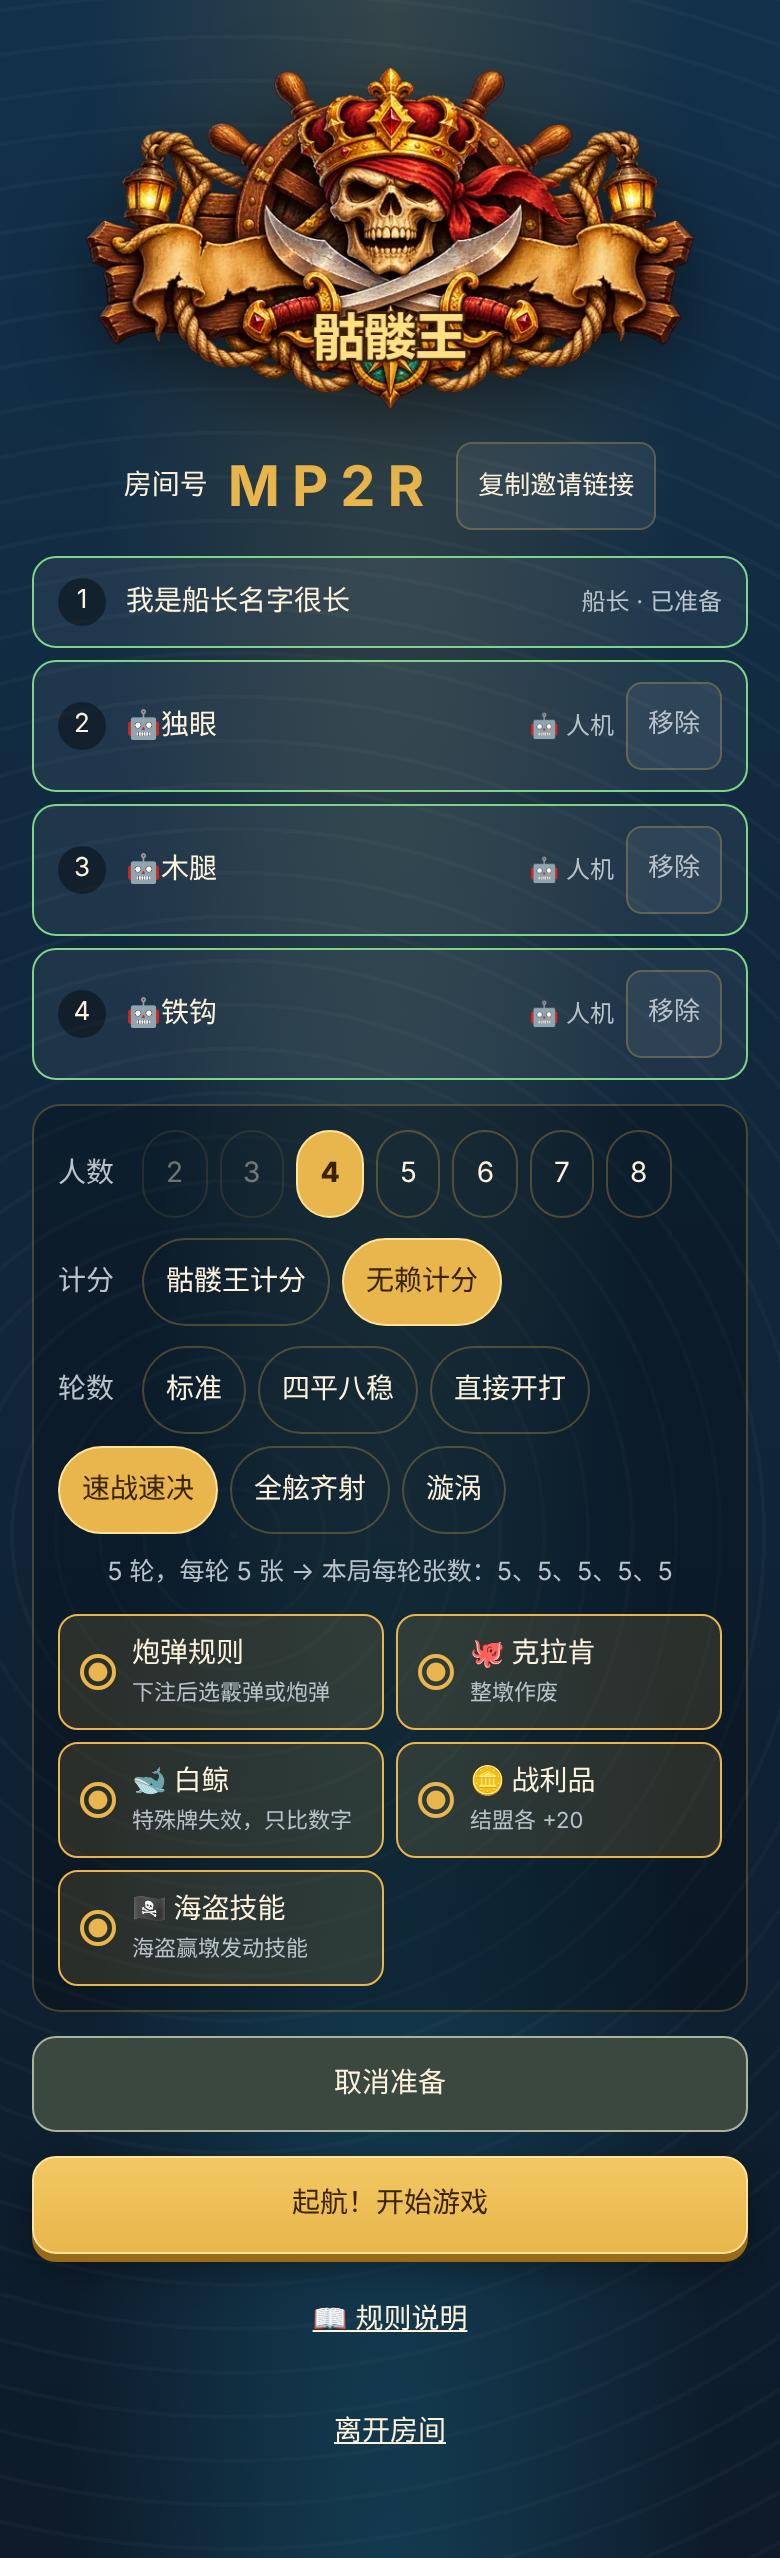 骷髅王
房间号 MP2R 复制邀请链接
1 我是船长名字很长 船长 · 已准备
2 🤖独眼 🤖 人机 移除
3 🤖木腿 🤖 人机 移除
4 🤖铁钩 🤖 人机 移除
人数 2 3 4 5 6 7 8
计分 骷髅王计分 无赖计分
轮数 标准 四平八稳 直接开打
速战速决 全舷齐射 漩涡
5 轮，每轮 5 张 → 本局每轮张数：5、5、5、5、5
炮弹规则
下注后选霰弹或炮弹
🐙 克拉肯
整墩作废
🐋 白鲸
特殊牌失效，只比数字
🪙 战利品
结盟各 +20
🏴‍☠️ 海盗技能
海盗赢墩发动技能
取消准备
起航！开始游戏
📖 规则说明
离开房间